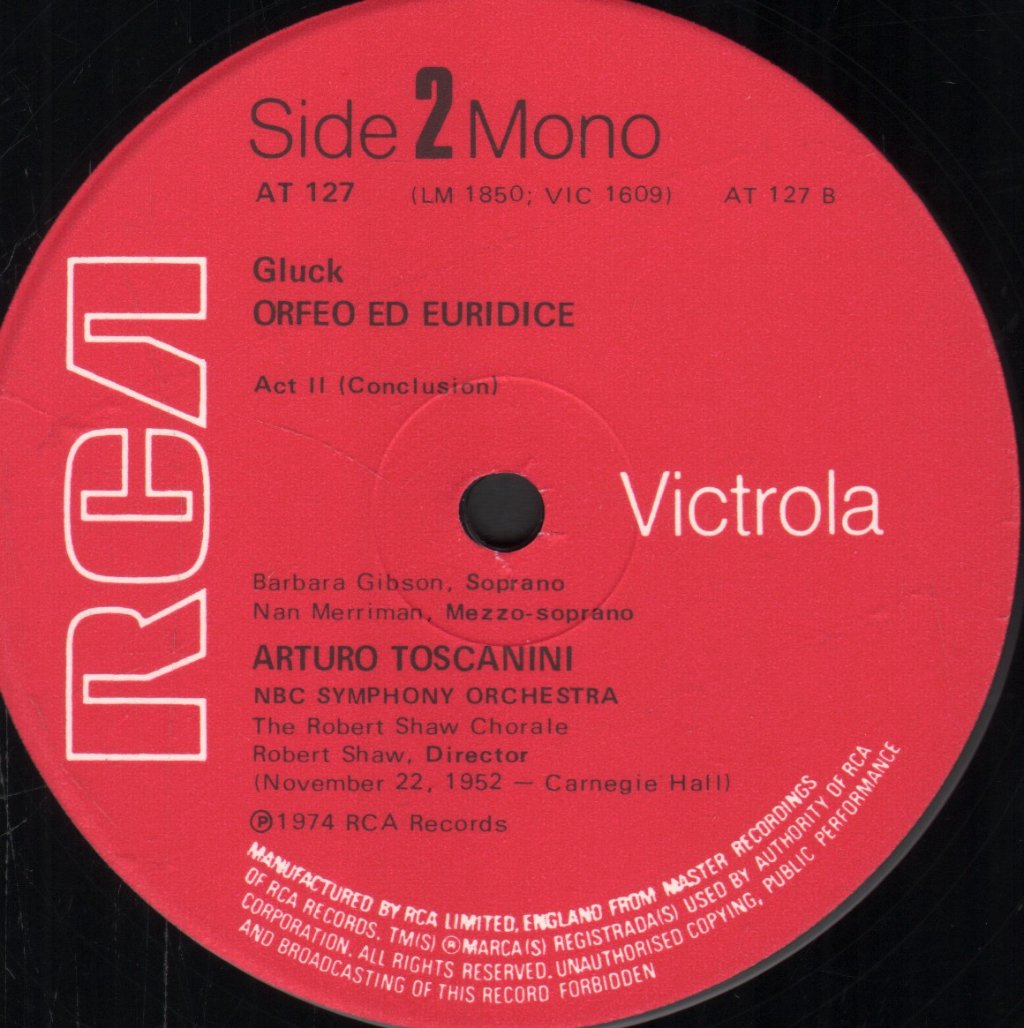 Side 2 Mono
AT 127 (LM 1850; VIC 1609) AT 127 B
Gluck
ORFEO ED EURIDICE
Act II (Conclusion)
RCA
Victrola
Barbara Gibson, Soprano
Nan Merriman, Mezzo-soprano
ARTURO TOSCANINI
NBC SYMPHONY ORCHESTRA
The Robert Shaw Chorale
Robert Shaw, Director
(November 22, 1952 — Carnegie Hall)
℗1974 RCA Records
MANUFACTURED BY RCA LIMITED, ENGLAND FROM MASTER RECORDINGS
OF RCA RECORDS. TM(S) ® MARCA(S) REGISTRADA(S) USED BY AUTHORITY OF RCA
CORPORATION. ALL RIGHTS RESERVED. UNAUTHORISED COPYING, PUBLIC PERFORMANCE
AND BROADCASTING OF THIS RECORD FORBIDDEN